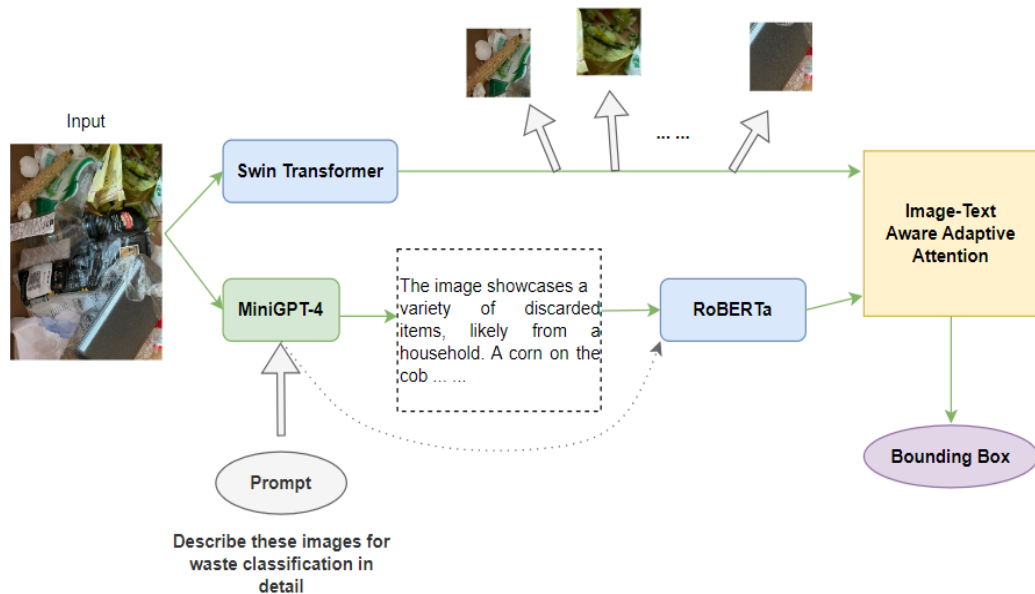 Input
... ...
Swin Transformer
Image-Text
Aware Adaptive
Attention
MiniGPT-4
The image showcases a
variety of discarded
items, likely from a
household. A corn on the
cob ... ...
RoBERTa
Bounding Box
Prompt
Describe these images for
waste classification in
detail